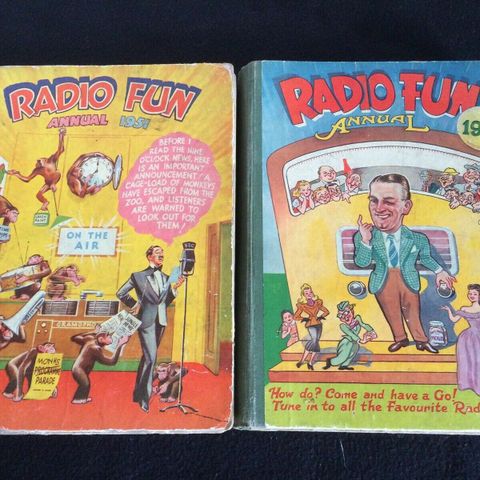 RADIO FUN
ANNUAL 1951
BEFORE I
READ THE NINE
O'CLOCK NEWS, HERE
IS AN IMPORTANT
ANNOUNCEMENT. A
CAGE-LOAD OF MONKEYS
HAVE ESCAPED FROM THE
ZOO, AND LISTENERS
ARE WARNED TO
LOOK OUT FOR
THEM!
ON THE
AIR
MONKS
PROGRAMME
PARADE
RADIO FUN
ANNUAL
19
How do? Come and have a Go!
Tune in to all the Favourite Rad